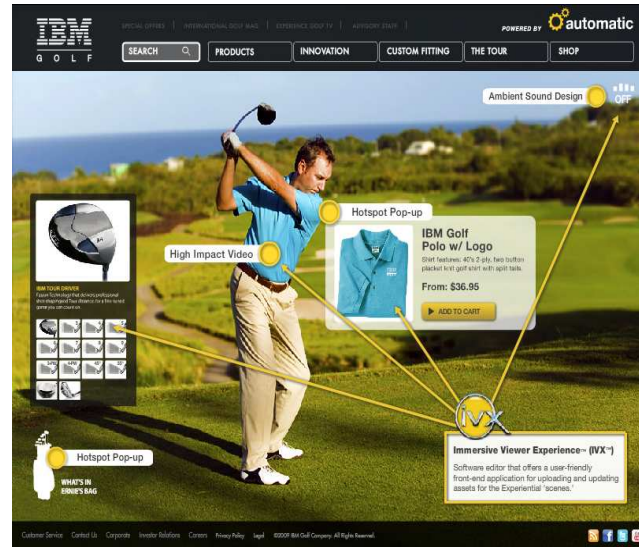 IBM
GOLF
SPECIAL OFFERS | INTERNATIONAL GOLF MAG. | EXPERIENCE GOLF TV | ADVISORY STAFF |
POWERED BY automatic
SEARCH
PRODUCTS
INNOVATION
CUSTOM FITTING
THE TOUR
SHOP
Ambient Sound Design
OFF
Hotspot Pop-up
High Impact Video
IBM Golf
Polo w/ Logo
Shirt features: 40's 2-ply, two button
placket knit golf shirt with split tails.
From: $36.95
ADD TO CART
IBM TOUR DRIVER
ivx
Immersive Viewer Experience™ (IVX™)
Software editor that offers a user-friendly
front-end application for uploading and updating
assets for the Experiential 'scenes.'
Hotspot Pop-up
WHAT'S IN
ERNIE'S BAG
Customer Service Contact Us Corporate Investor Relations Careers Privacy Policy Legal ©2009 IBM Golf Company. All Rights Reserved.